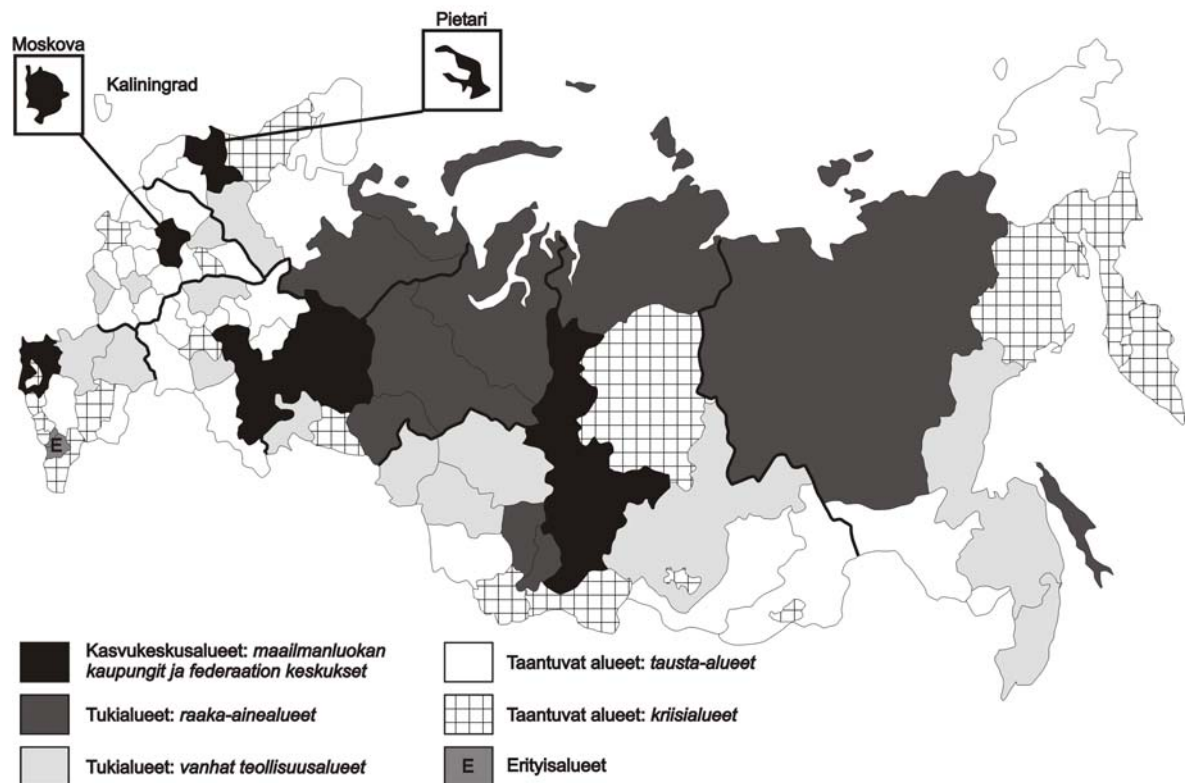 Pietari
Moskova
Kaliningrad
E
Kasvukeskusalueet: maailmanluokan
kaupungit ja federaation keskukset
Tukialueet: raaka-ainealueet
Tukialueet: vanhat teollisuusalueet
Taantuvat alueet: tausta-alueet
Taantuvat alueet: kriisialueet
E Erityisalueet